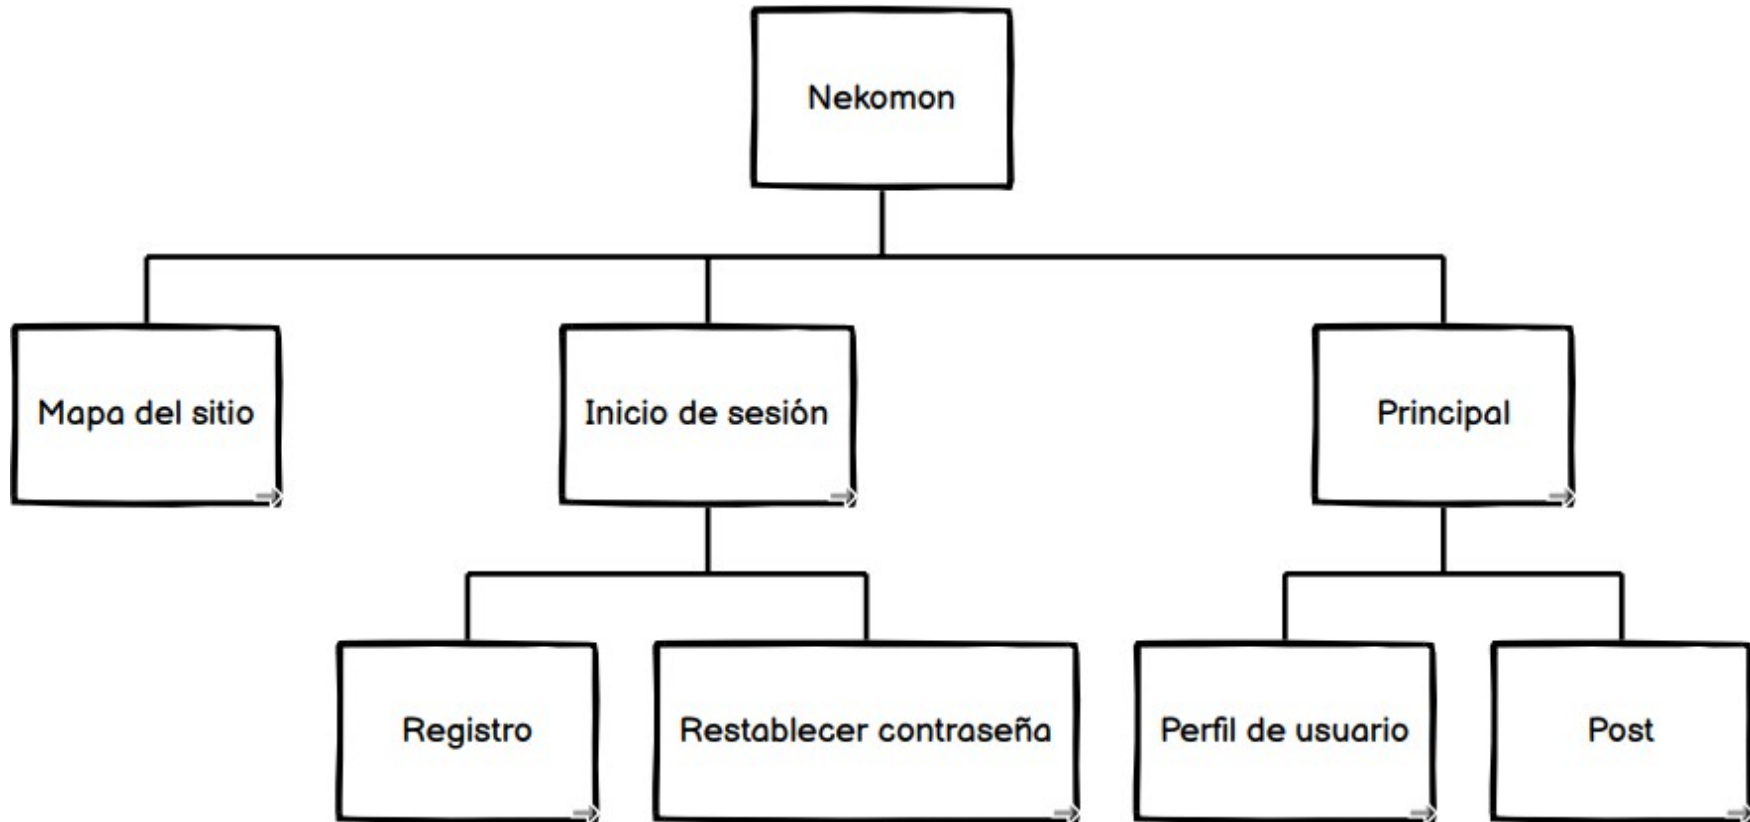 Nekomon
Mapa del sitio
Inicio de sesión
Principal
Registro
Restablecer contraseña
Perfil de usuario
Post